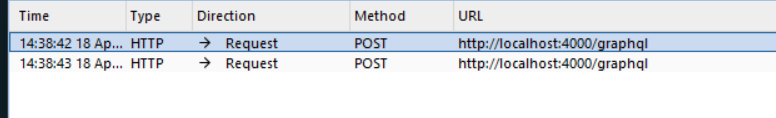 Time Type Direction Method URL
14:38:42 18 Ap... HTTP → Request POST http://localhost:4000/graphql
14:38:43 18 Ap... HTTP → Request POST http://localhost:4000/graphql